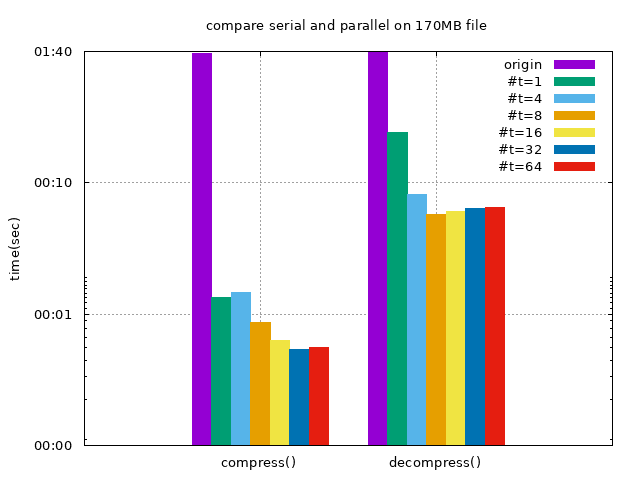 compare serial and parallel on 170MB file
01:40
00:10
00:01
00:00
time(sec)
origin
#t=1
#t=4
#t=8
#t=16
#t=32
#t=64
compress()
decompress()